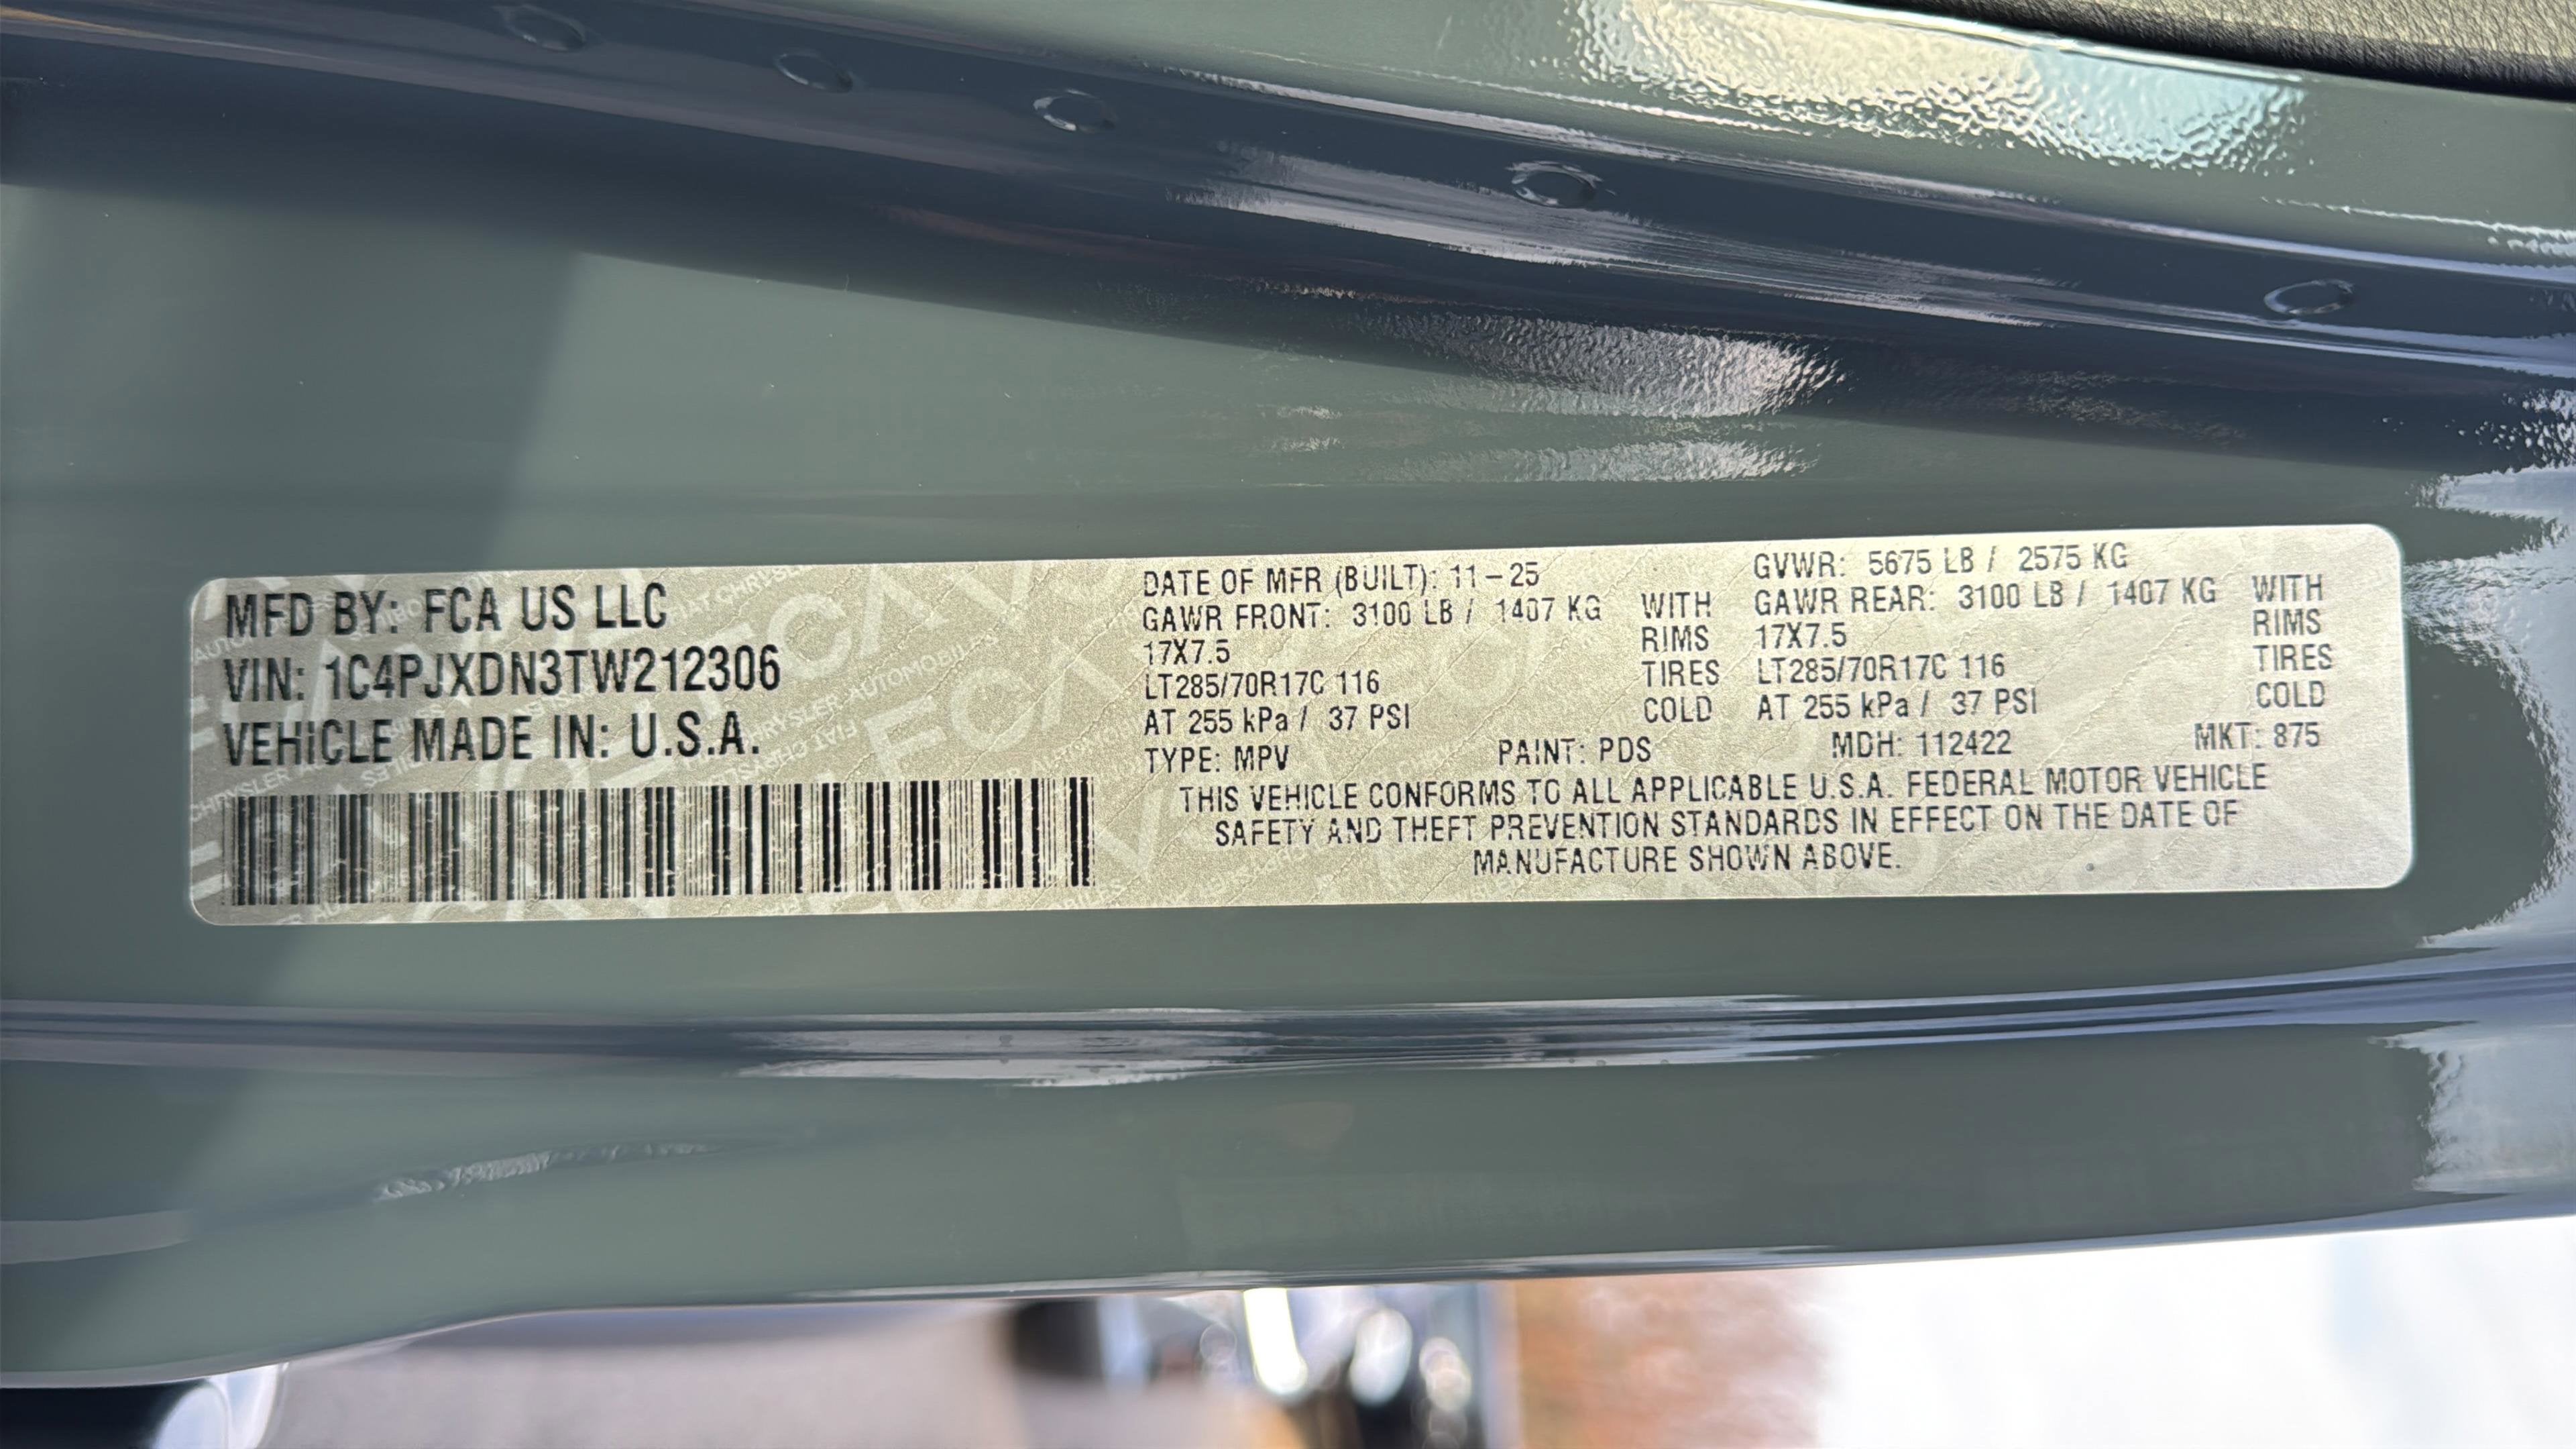 MFD BY: FCA US LLC
VIN: 1C4PJXDN3TW212306
VEHICLE MADE IN: U.S.A.
DATE OF MFR (BUILT): 11-25
GVWR: 5675 LB / 2575 KG
GAWR FRONT: 3100 LB / 1407 KG WITH
17X7.5 RIMS
LT285/70R17C 116 TIRES
AT 255 kPa / 37 PSI COLD
GAWR REAR: 3100 LB / 1407 KG WITH
17X7.5 RIMS
LT285/70R17C 116 TIRES
AT 255 kPa / 37 PSI COLD
TYPE: MPV PAINT: PDS MDH: 112422 MKT: 875
THIS VEHICLE CONFORMS TO ALL APPLICABLE U.S.A. FEDERAL MOTOR VEHICLE
SAFETY AND THEFT PREVENTION STANDARDS IN EFFECT ON THE DATE OF
MANUFACTURE SHOWN ABOVE.